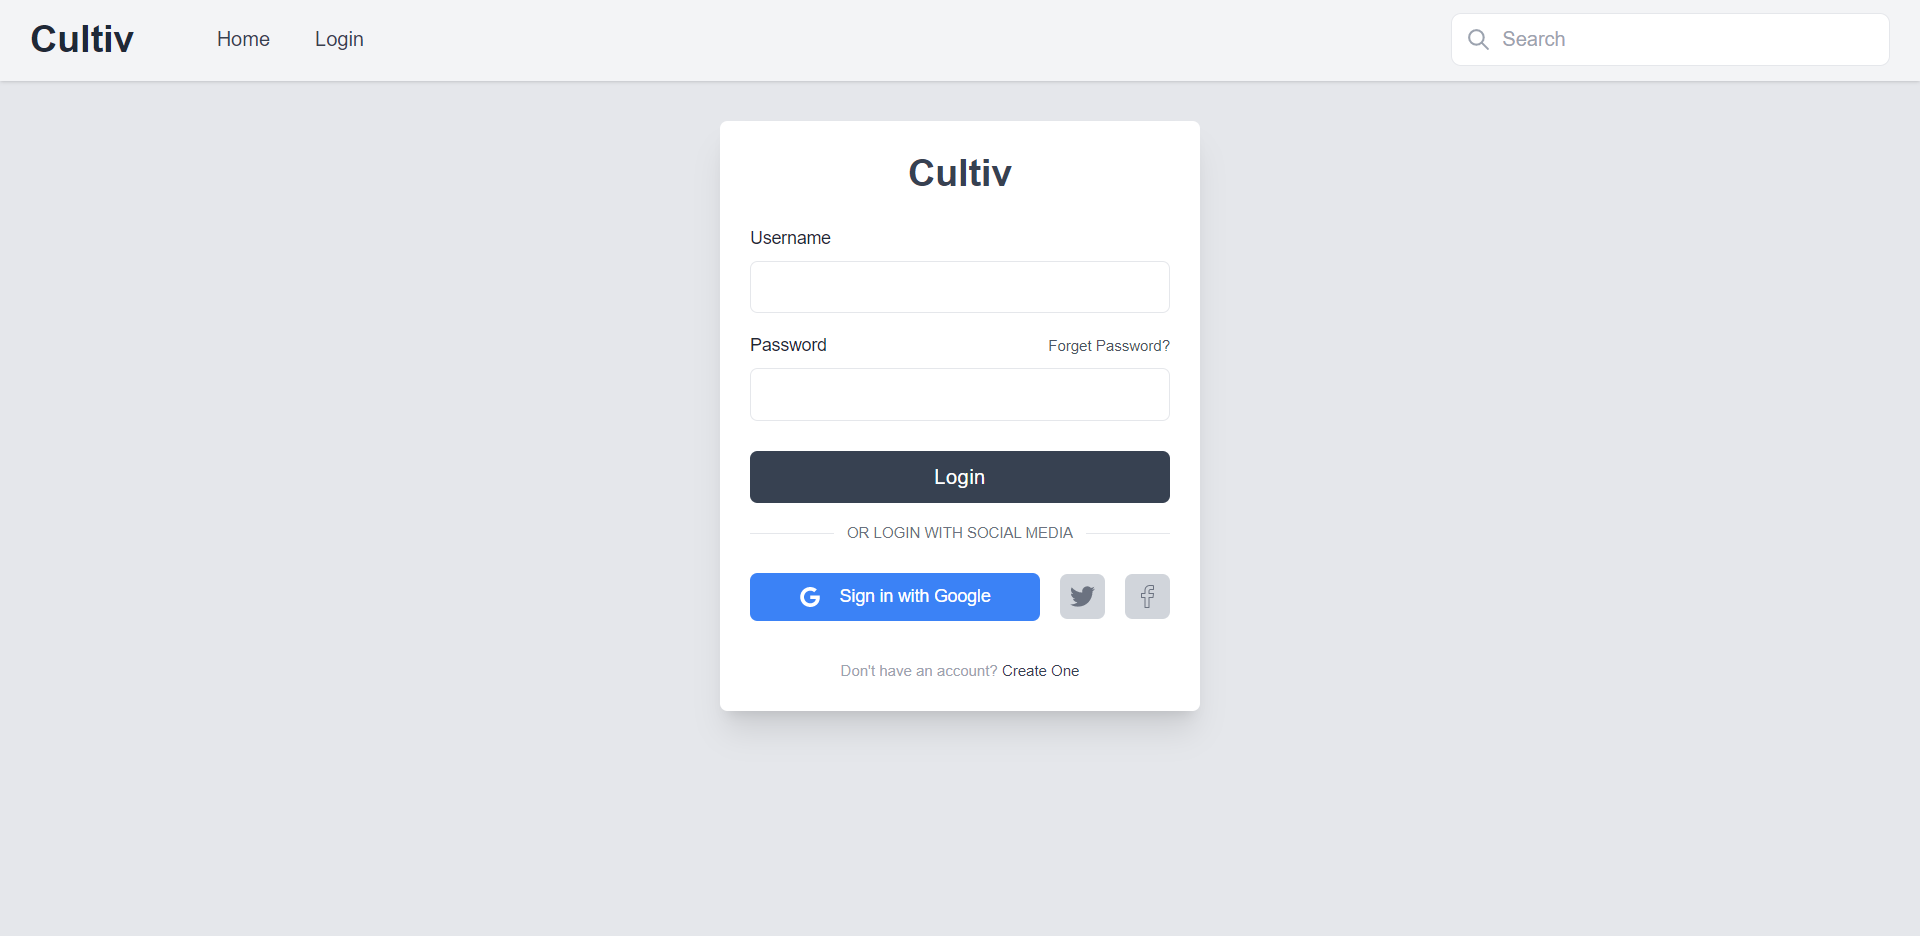 Cultiv
Home
Login
Search
Cultiv
Username
Password
Forget Password?
Login
OR LOGIN WITH SOCIAL MEDIA
Sign in with Google
Don't have an account? Create One